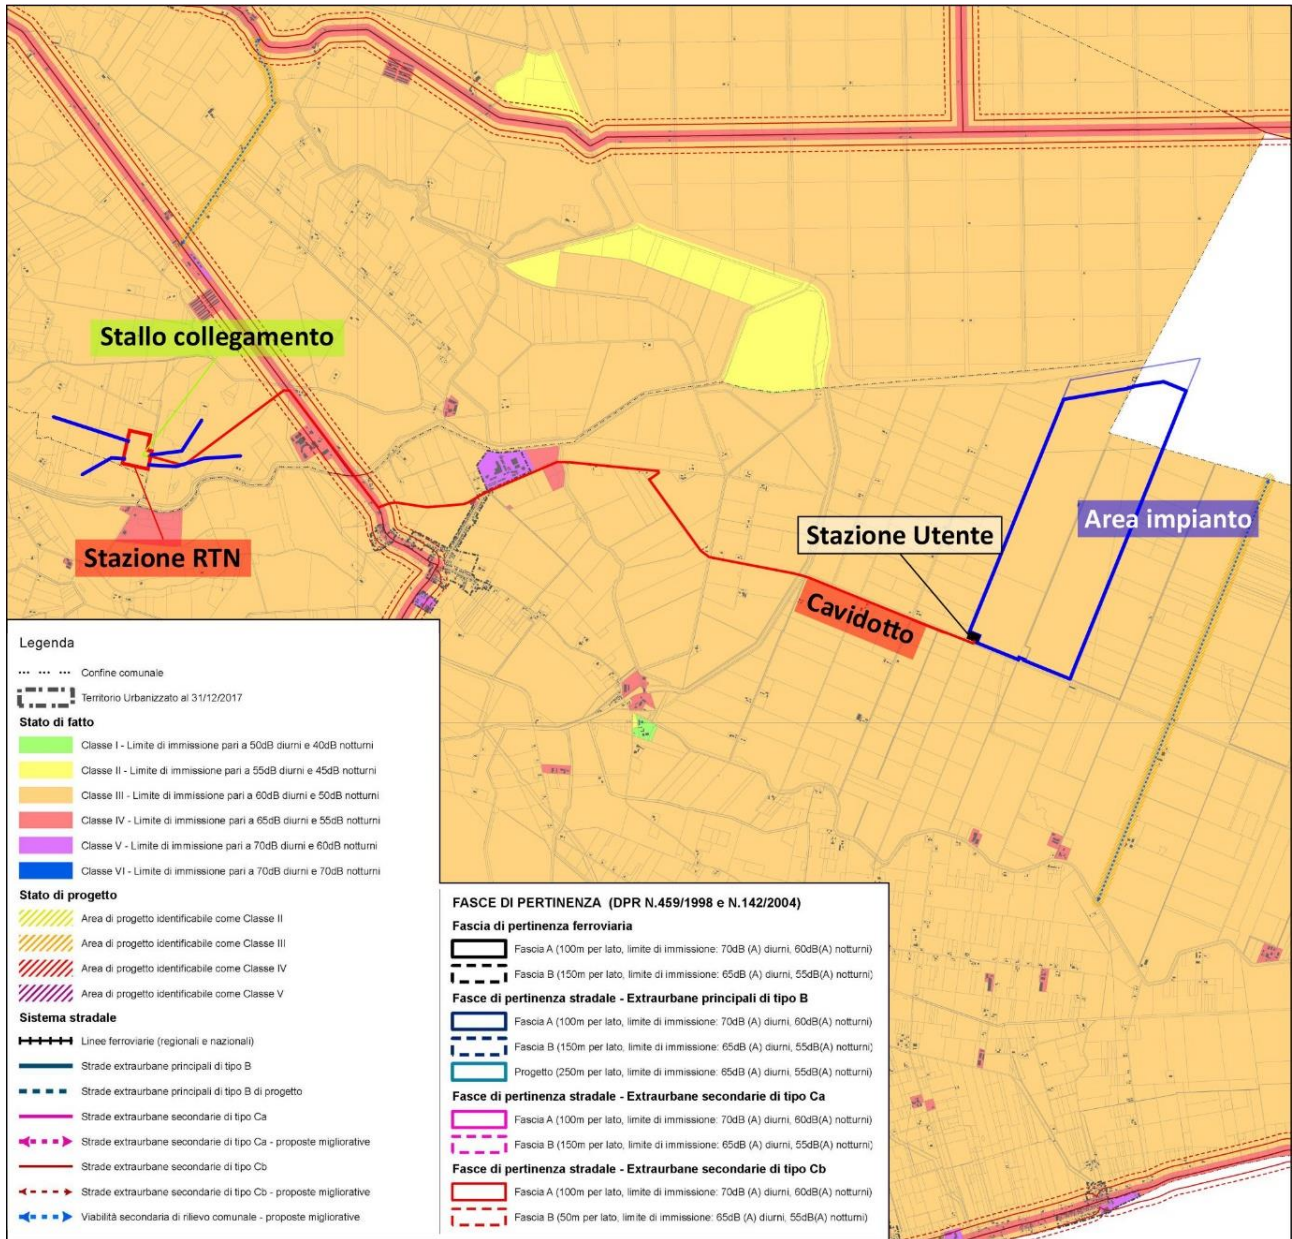 Stallo collegamento
Stazione RTN
Stazione Utente
Area impianto
Cavidotto
Legenda
Confine comunale
Territorio Urbanizzato al 31/12/2017
Stato di fatto
Classe I - Limite di immissione pari a 50dB diurni e 40dB notturni
Classe II - Limite di immissione pari a 55dB diurni e 45dB notturni
Classe III - Limite di immissione pari a 60dB diurni e 50dB notturni
Classe IV - Limite di immissione pari a 65dB diurni e 55dB notturni
Classe V - Limite di immissione pari a 70dB diurni e 60dB notturni
Classe VI - Limite di immissione pari a 70dB diurni e 70dB notturni
Stato di progetto
Area di progetto identificabile come Classe II
Area di progetto identificabile come Classe III
Area di progetto identificabile come Classe IV
Area di progetto identificabile come Classe V
Sistema stradale
Linee ferroviarie (regionali e nazionali)
Strade extraurbane principali di tipo B
Strade extraurbane principali di tipo B di progetto
Strade extraurbane secondarie di tipo Ca
Strade extraurbane secondarie di tipo Ca - proposte migliorative
Strade extraurbane secondarie di tipo Cb
Strade extraurbane secondarie di tipo Cb - proposte migliorative
Viabilità secondaria di rilievo comunale - proposte migliorative
FASCE DI PERTINENZA (DPR N.459/1998 e N.142/2004)
Fascia di pertinenza ferroviaria
Fascia A (100m per lato, limite di immissione: 70dB (A) diurni, 60dB(A) notturni)
Fascia B (150m per lato, limite di immissione: 65dB (A) diurni, 55dB(A) notturni)
Fasce di pertinenza stradale - Extraurbane principali di tipo B
Fascia A (100m per lato, limite di immissione: 70dB (A) diurni, 60dB(A) notturni)
Fascia B (150m per lato, limite di immissione: 65dB (A) diurni, 55dB(A) notturni)
Progetto (250m per lato, limite di immissione: 65dB (A) diurni, 55dB(A) notturni)
Fasce di pertinenza stradale - Extraurbane secondarie di tipo Ca
Fascia A (100m per lato, limite di immissione: 70dB (A) diurni, 60dB(A) notturni)
Fascia B (150m per lato, limite di immissione: 65dB (A) diurni, 55dB(A) notturni)
Fasce di pertinenza stradale - Extraurbane secondarie di tipo Cb
Fascia A (100m per lato, limite di immissione: 70dB (A) diurni, 60dB(A) notturni)
Fascia B (50m per lato, limite di immissione: 65dB (A) diurni, 55dB(A) notturni)